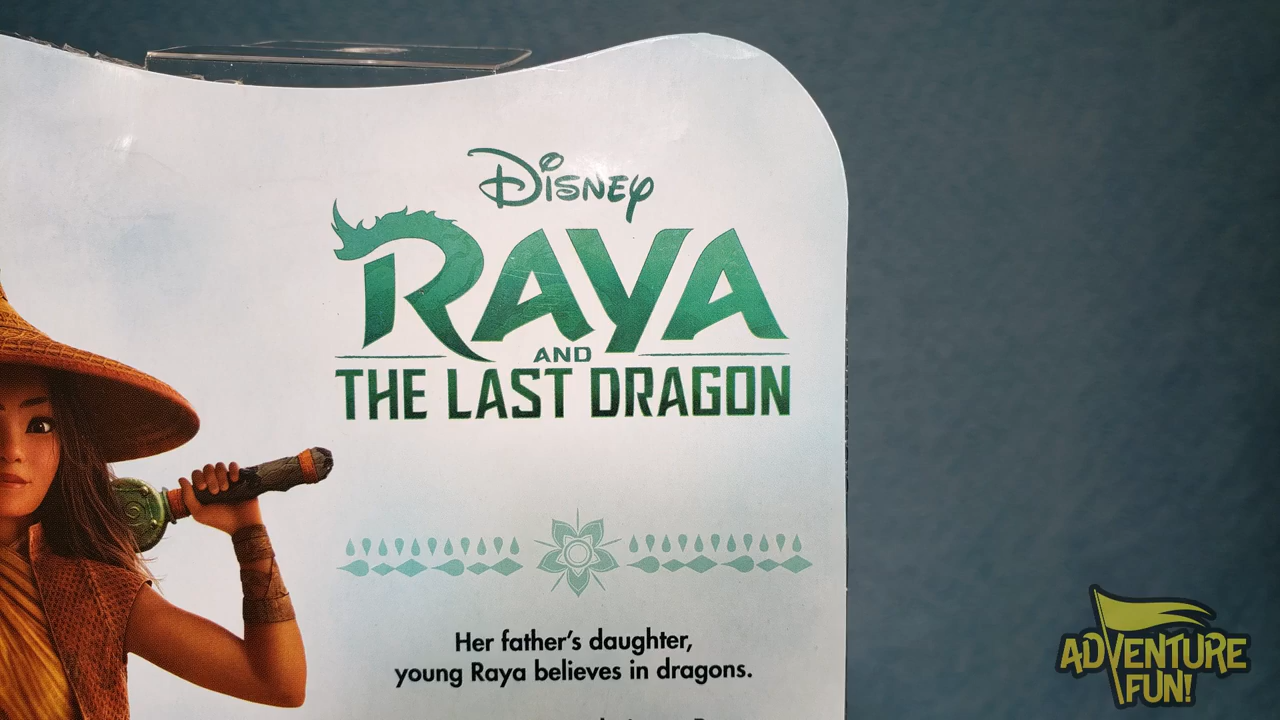 Disney
RAYA
AND
THE LAST DRAGON
Her father's daughter,
young Raya believes in dragons.
ADVENTURE
FUN!